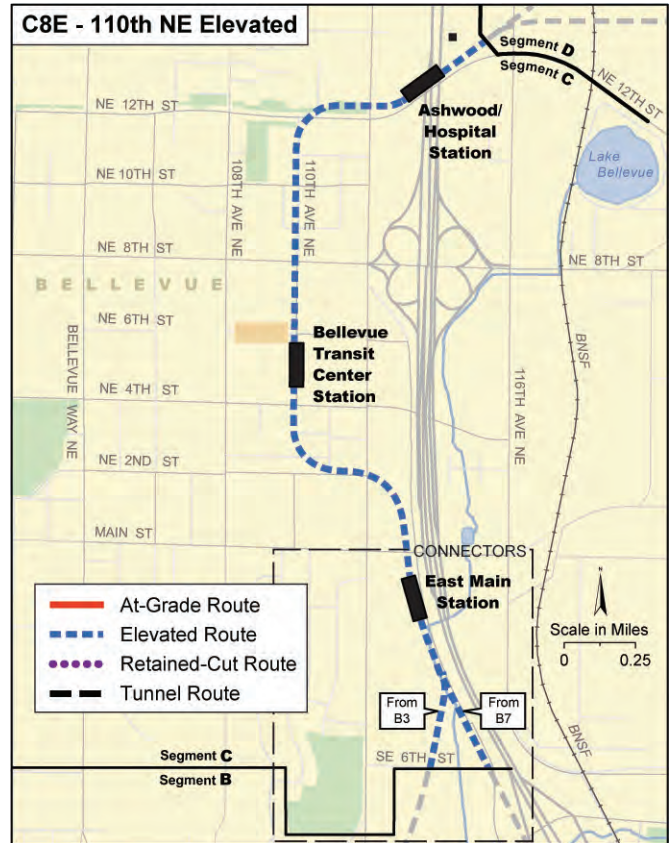 C8E - 110th NE Elevated
Segment D
Segment C
NE 12TH ST
NE 12TH ST
Ashwood/
Hospital
Station
Lake
Bellevue
108TH AVE NE
110TH AVE NE
NE 10TH ST
NE 8TH ST
NE 8TH ST
BELLEVUE
NE 6TH ST
Bellevue
Transit
Center
Station
BELLEVUE
WAY NE
BNSF
116TH AVE NE
NE 4TH ST
NE 2ND ST
MAIN ST
CONNECTORS
East Main
Station
At-Grade Route
Elevated Route
Retained-Cut Route
Tunnel Route
N
Scale in Miles
0 0.25
From
B3
From
B7
BNSF
SE 6TH ST
Segment C
Segment B